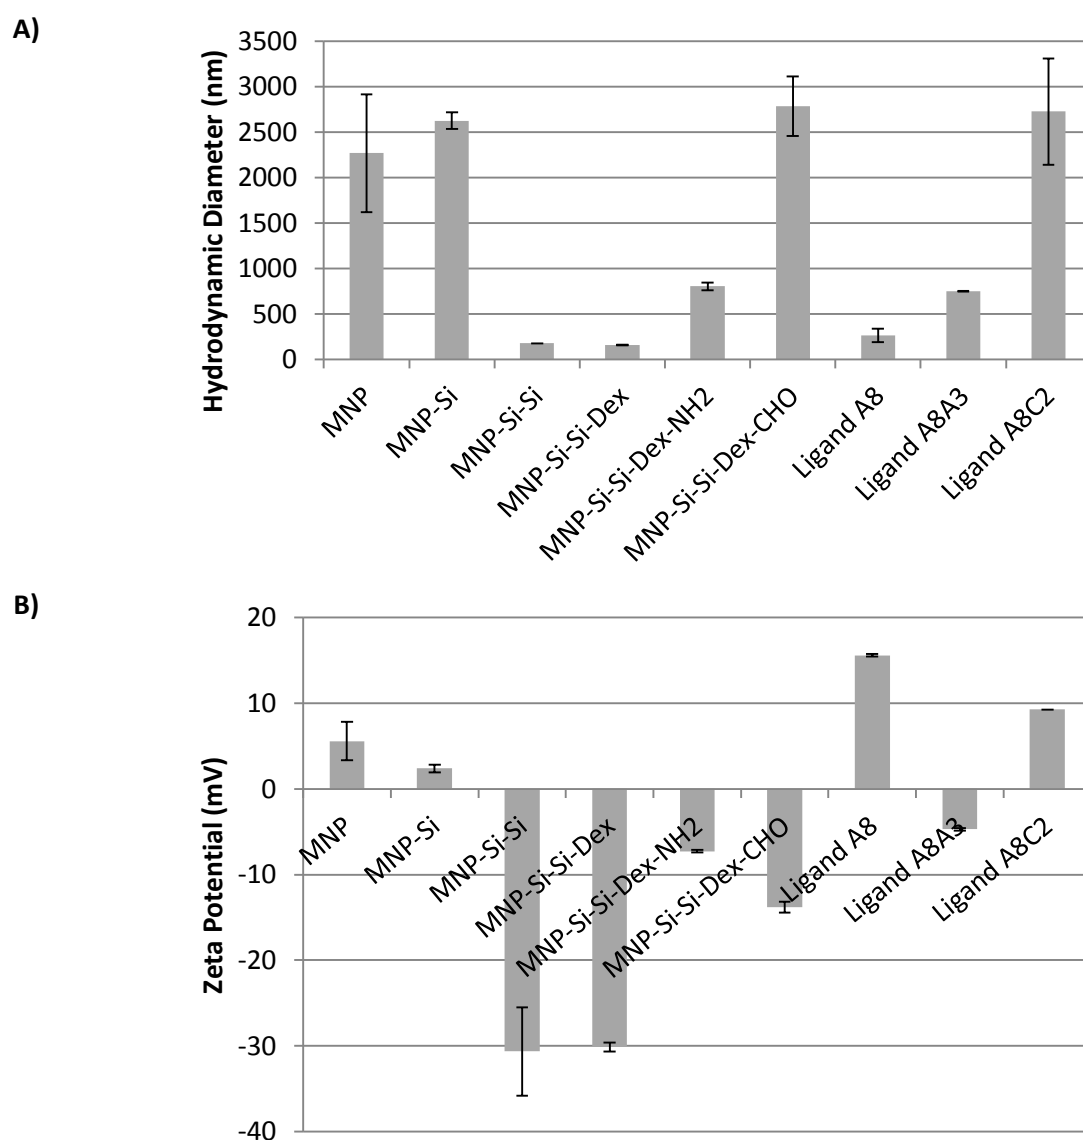 A)
Hydrodynamic Diameter (nm)
3500
3000
2500
2000
1500
1000
500
0
MNP
MNP-Si
MNP-Si-Si
MNP-Si-Si-Dex
MNP-Si-Si-Dex-NH2
MNP-Si-Si-Dex-CHO
Ligand A8
Ligand A8A3
Ligand A8C2
B)
Zeta Potential (mV)
20
10
0
-10
-20
-30
-40
MNP
MNP-Si
MNP-Si-Si
MNP-Si-Si-Dex
MNP-Si-Si-Dex-NH2
MNP-Si-Si-Dex-CHO
Ligand A8
Ligand A8A3
Ligand A8C2